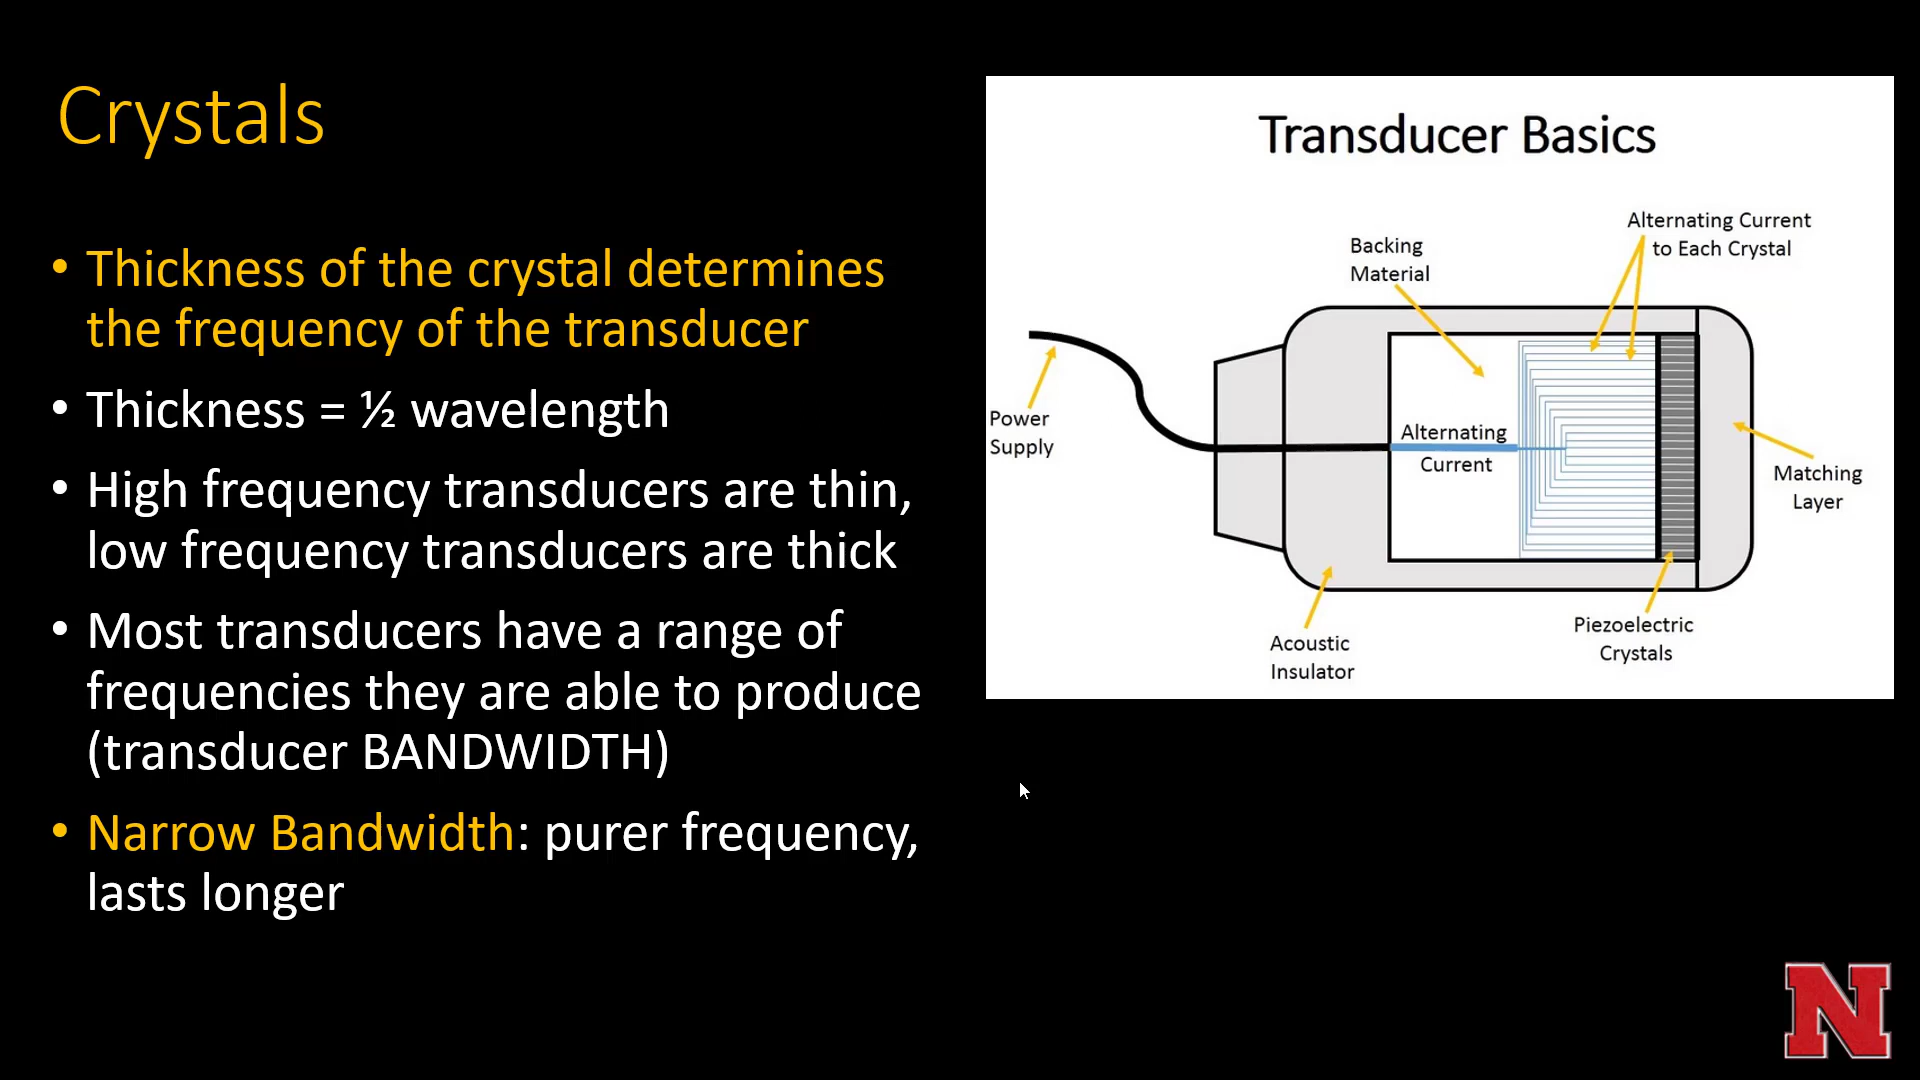 Crystals
• Thickness of the crystal determines
the frequency of the transducer
• Thickness = ½ wavelength
• High frequency transducers are thin,
low frequency transducers are thick
• Most transducers have a range of
frequencies they are able to produce
(transducer BANDWIDTH)
• Narrow Bandwidth: purer frequency,
lasts longer
Transducer Basics
Alternating Current
to Each Crystal
Backing
Material
Power
Supply
Alternating
Current
Matching
Layer
Piezoelectric
Crystals
Acoustic
Insulator
N